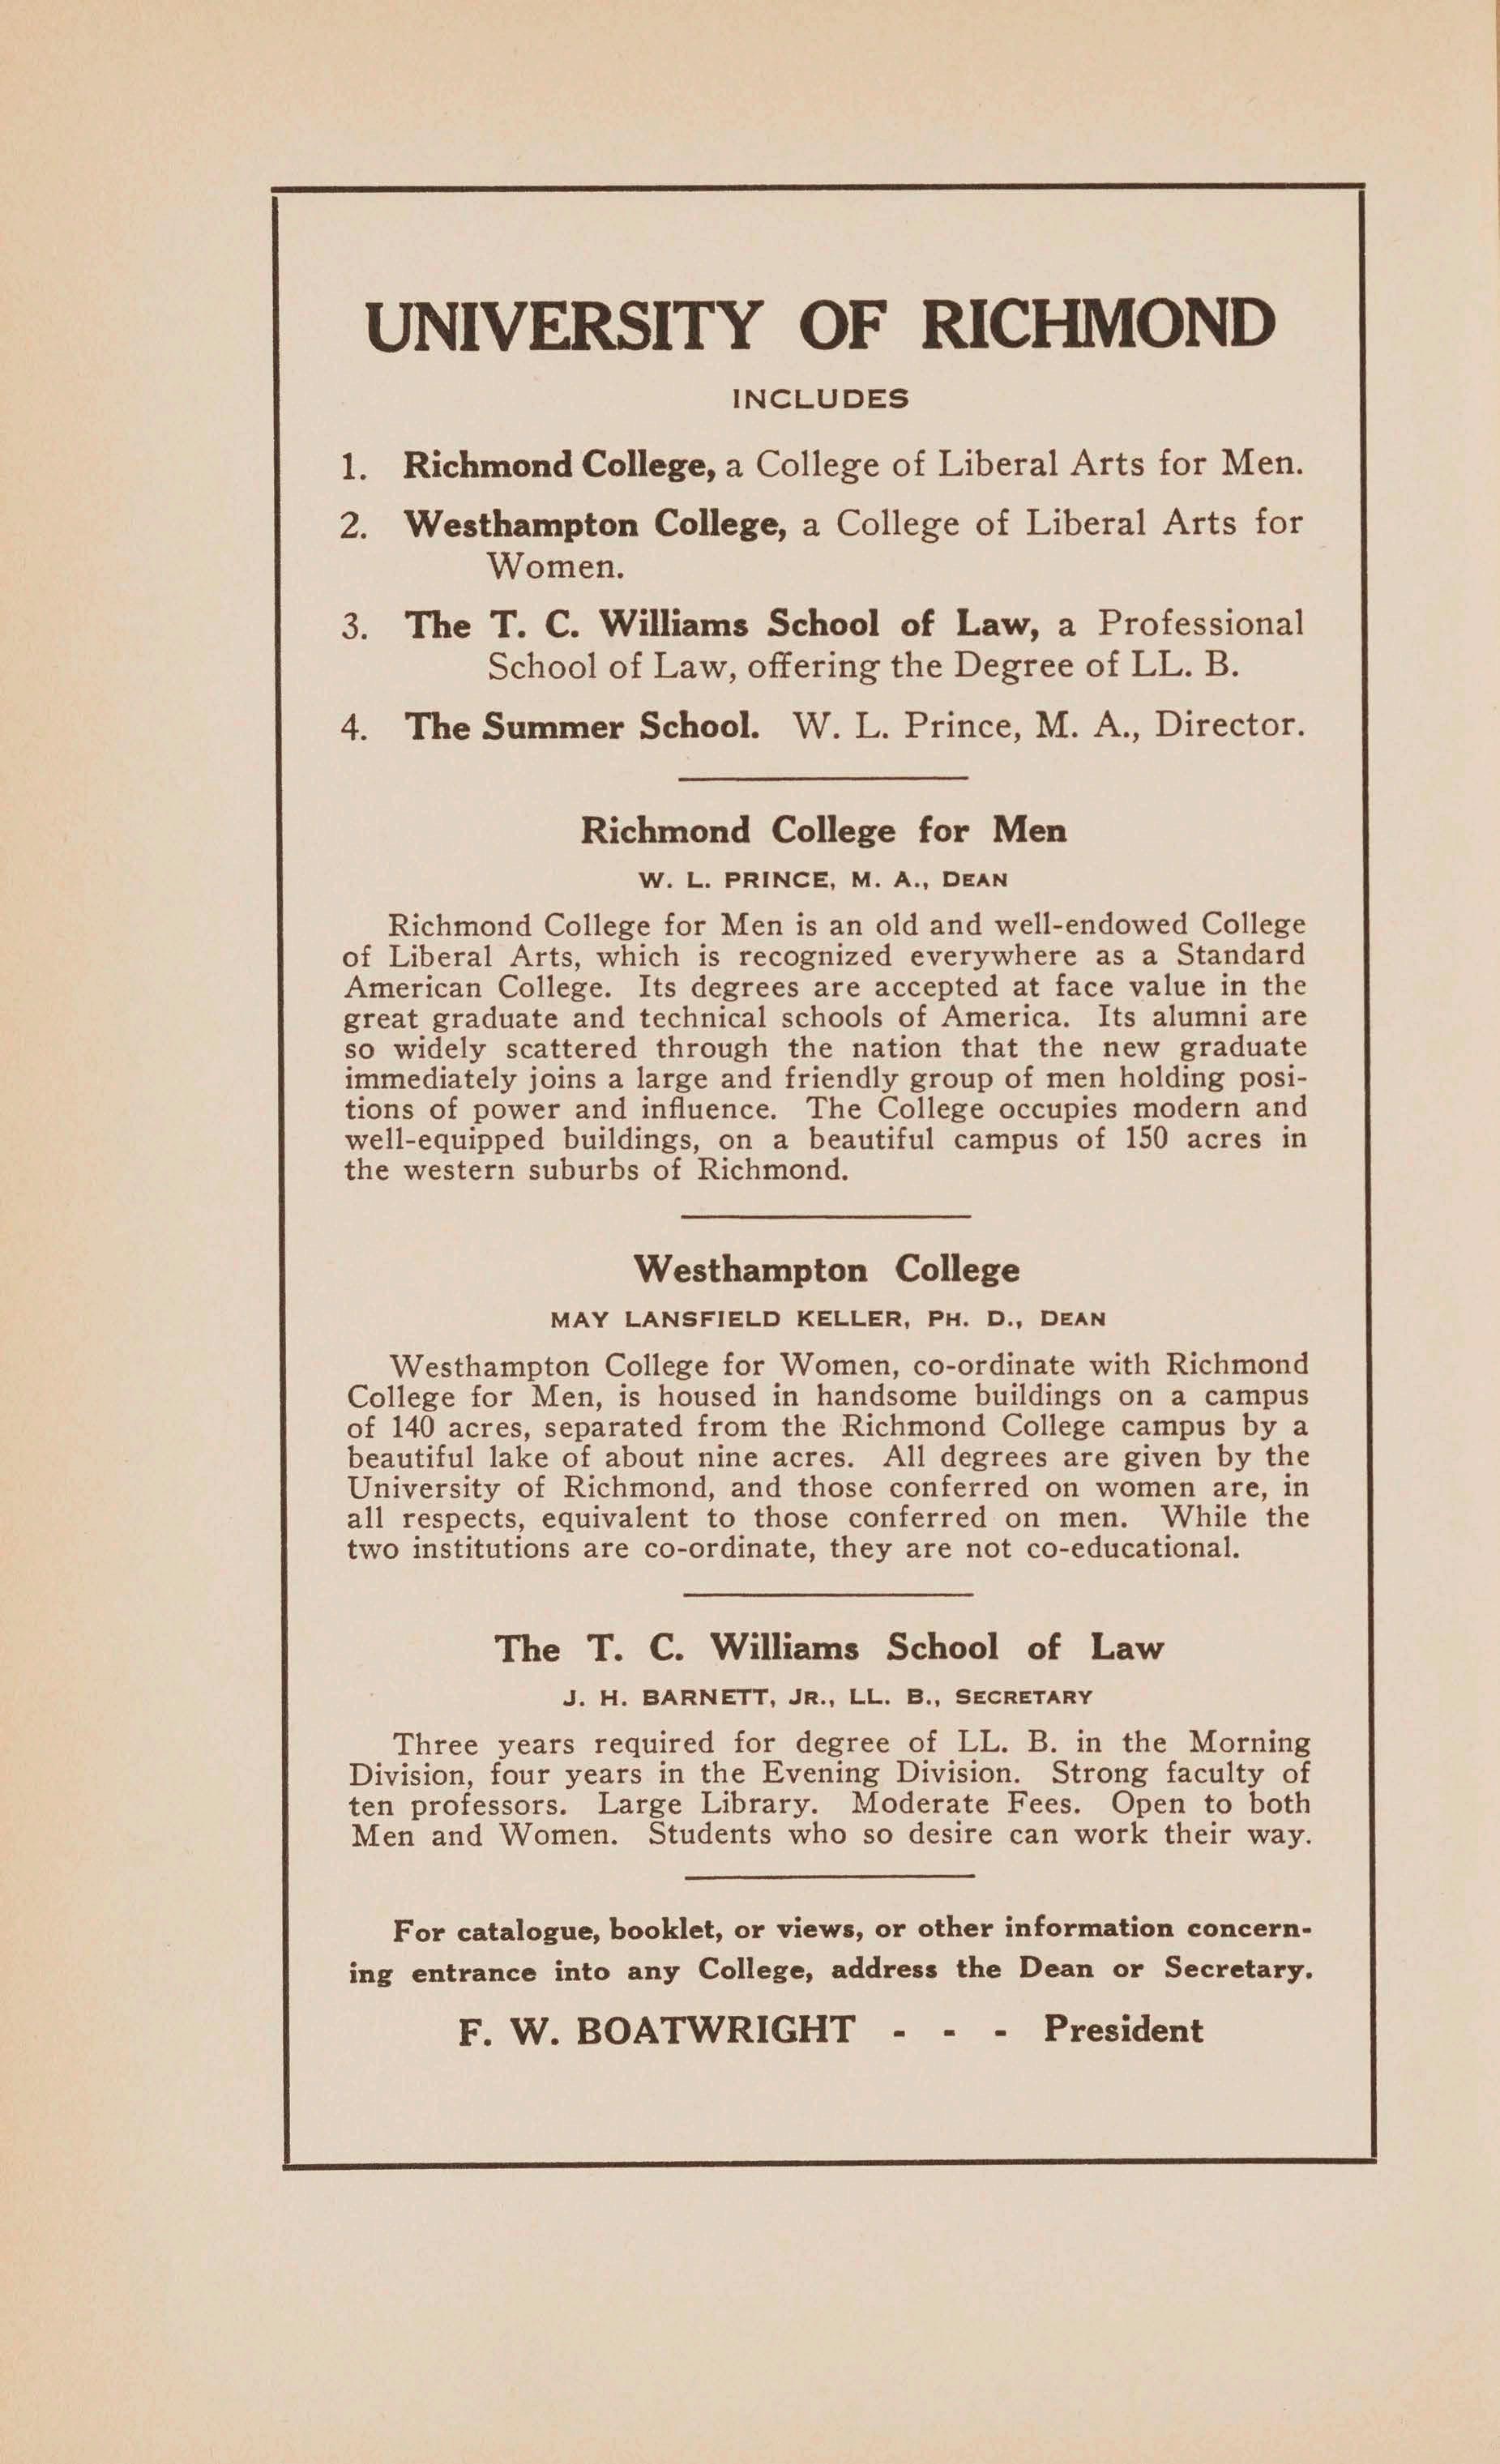 UNIVERSITY OF RICHMOND
INCLUDES
1. Richmond College, a College of Liberal Arts for Men.
2. Westhampton College, a College of Liberal Arts for
Women.
3. The T. C. Williams School of Law, a Professional
School of Law, offering the Degree of LL. B.
4. The Summer School. W. L. Prince, M. A., Director.
Richmond College for Men
W. L. PRINCE, M. A., DEAN
Richmond College for Men is an old and well-endowed College
of Liberal Arts, which is recognized everywhere as a Standard
American College. Its degrees are accepted at face value in the
great graduate and technical schools of America. Its alumni are
so widely scattered through the nation that the new graduate
immediately joins a large and friendly group of men holding posi-
tions of power and influence. The College occupies modern and
well-equipped buildings, on a beautiful campus of 150 acres in
the western suburbs of Richmond.
Westhampton College
MAY LANSFIELD KELLER, PH. D., DEAN
Westhampton College for Women, co-ordinate with Richmond
College for Men, is housed in handsome buildings on a campus
of 140 acres, separated from the Richmond College campus by a
beautiful lake of about nine acres. All degrees are given by the
University of Richmond, and those conferred on women are, in
all respects, equivalent to those conferred on men. While the
two institutions are co-ordinate, they are not co-educational.
The T. C. Williams School of Law
J. H. BARNETT, JR., LL. B., SECRETARY
Three years required for degree of LL. B. in the Morning
Division, four years in the Evening Division. Strong faculty of
ten professors. Large Library. Moderate Fees. Open to both
Men and Women. Students who so desire can work their way.
For catalogue, booklet, or views, or other information concern-
ing entrance into any College, address the Dean or Secretary.
F. W. BOATWRIGHT - - - President